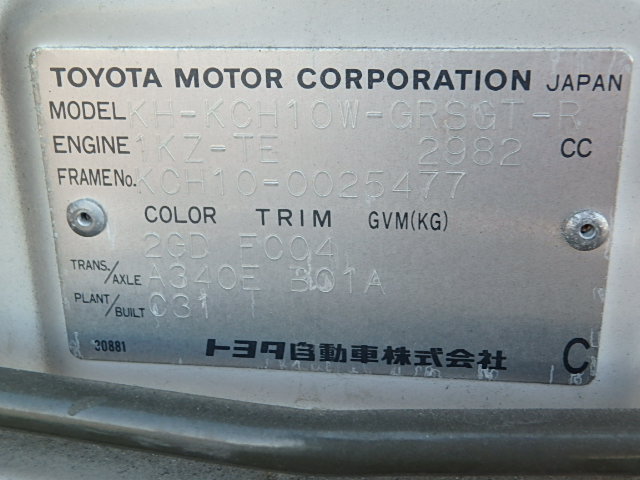 TOYOTA MOTOR CORPORATION JAPAN
MODEL KH-KCH10W-GRSGT-R
ENGINE 1KZ-TE 2982 CC
FRAME No. KCH10-0025477
COLOR TRIM GVM(KG)
2GD FC04
TRANS./AXLE A340E B01A
PLANT/BUILT C31
30881 トヨタ自動車株式会社 C